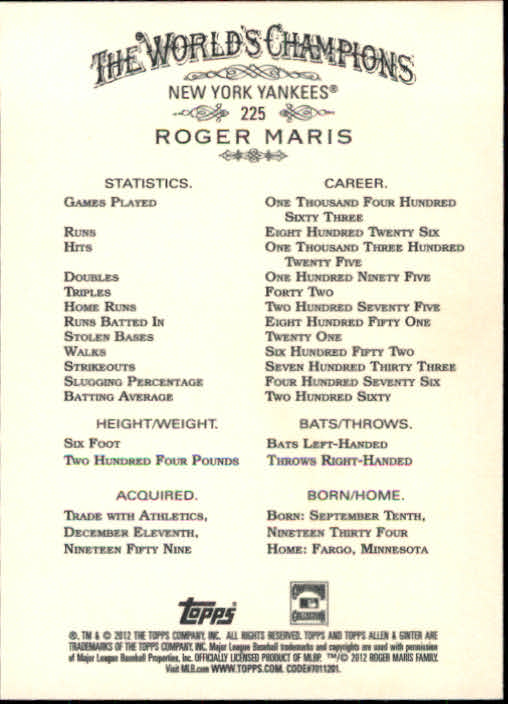 THE WORLD'S CHAMPIONS
NEW YORK YANKEES®
225
ROGER MARIS
STATISTICS. CAREER.
GAMES PLAYED ONE THOUSAND FOUR HUNDRED
SIXTY THREE
RUNS EIGHT HUNDRED TWENTY SIX
HITS ONE THOUSAND THREE HUNDRED
TWENTY FIVE
DOUBLES ONE HUNDRED NINETY FIVE
TRIPLES FORTY TWO
HOME RUNS TWO HUNDRED SEVENTY FIVE
RUNS BATTED IN EIGHT HUNDRED FIFTY ONE
STOLEN BASES TWENTY ONE
WALKS SIX HUNDRED FIFTY TWO
STRIKEOUTS SEVEN HUNDRED THIRTY THREE
SLUGGING PERCENTAGE FOUR HUNDRED SEVENTY SIX
BATTING AVERAGE TWO HUNDRED SIXTY
HEIGHT/WEIGHT. BATS/THROWS.
SIX FOOT BATS LEFT-HANDED
TWO HUNDRED FOUR POUNDS THROWS RIGHT-HANDED
ACQUIRED. BORN/HOME.
TRADE WITH ATHLETICS, BORN: SEPTEMBER TENTH,
DECEMBER ELEVENTH, NINETEEN THIRTY FOUR
NINETEEN FIFTY NINE HOME: FARGO, MINNESOTA
Topps
COOPERSTOWN
COLLECTION
®, TM & © 2012 THE TOPPS COMPANY, INC. ALL RIGHTS RESERVED. TOPPS AND TOPPS ALLEN & GINTER ARE
TRADEMARKS OF THE TOPPS COMPANY, INC. Major League Baseball trademarks and copyrights are used with permission
of Major League Baseball Properties, Inc. OFFICIALLY LICENSED PRODUCT OF MLBP. ™/© 2012 ROGER MARIS FAMILY.
Visit MLB.com WWW.TOPPS.COM. CODE#7011201.